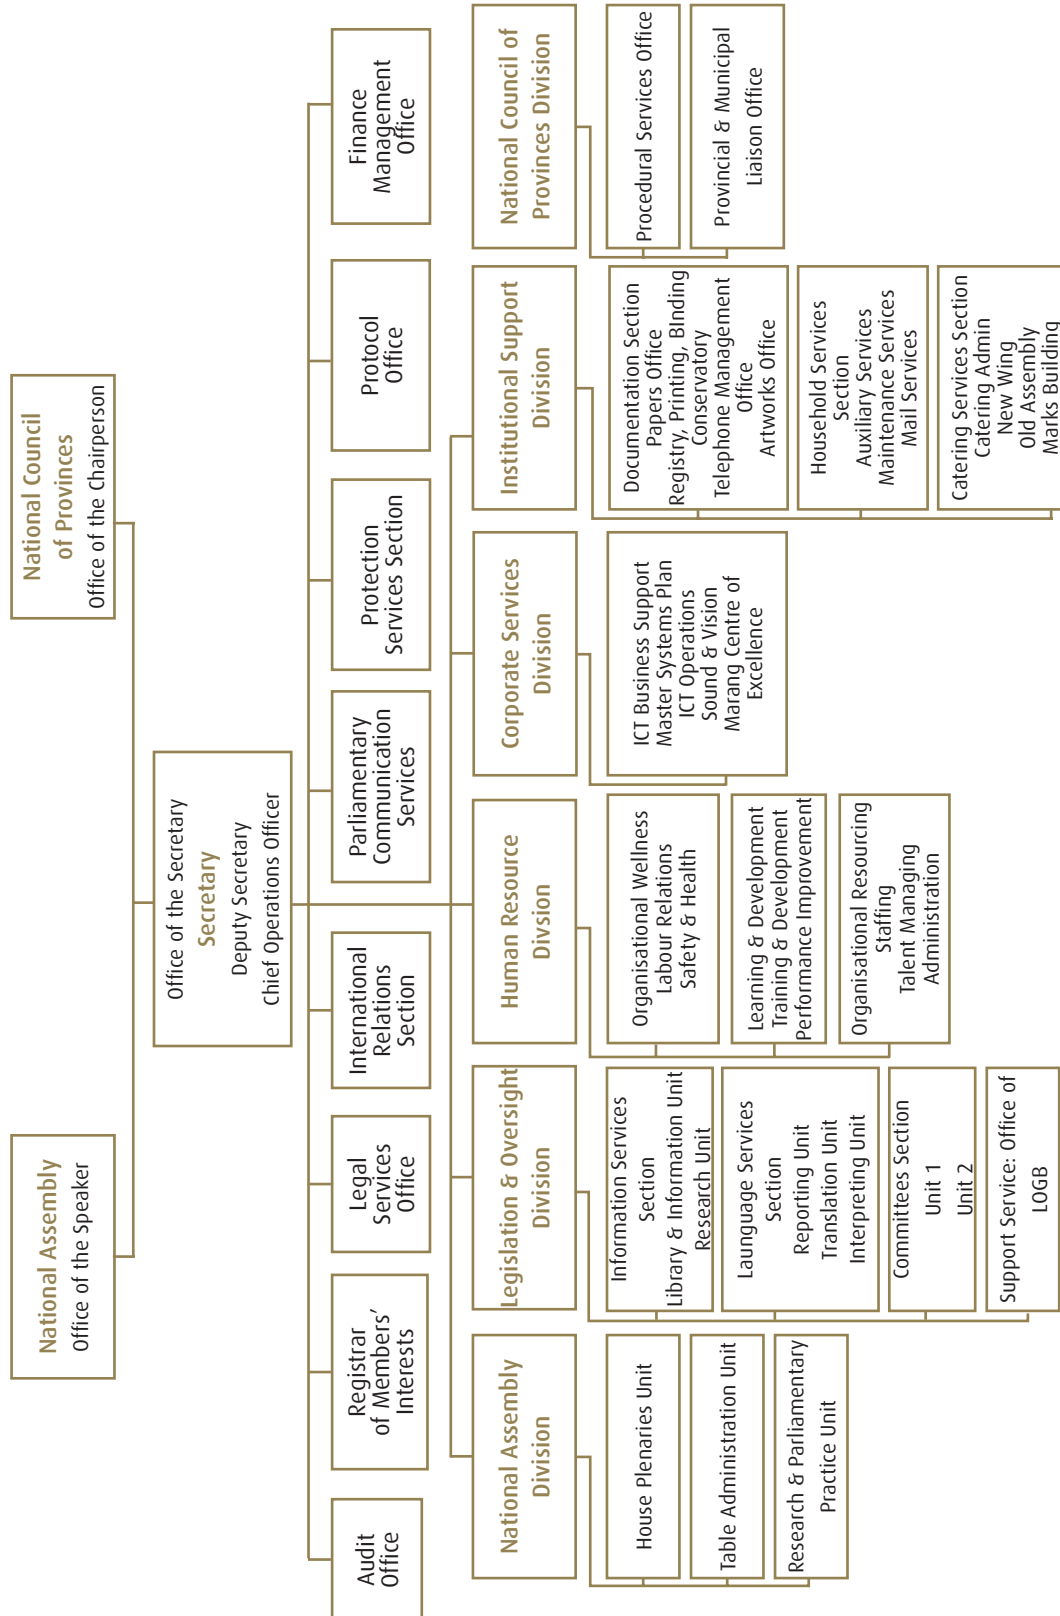 National Assembly
Office of the Speaker
National Council
of Provinces
Office of the Chairperson
Office of the Secretary
Secretary
Deputy Secretary
Chief Operations Officer
Audit
Office
Registrar
of Members’
Interests
Legal
Services
Office
International
Relations
Section
Parliamentary
Communication
Services
Protection
Services Section
Protocol
Office
Finance
Management
Office
National Assembly
Division
House Plenaries Unit
Table Administration Unit
Research & Parliamentary
Practice Unit
Legislation & Oversight
Division
Information Services
Section
Library & Information Unit
Research Unit
Launguage Services
Section
Reporting Unit
Translation Unit
Interpreting Unit
Committees Section
Unit 1
Unit 2
Support Service: Office of
LOGB
Human Resource
Divsion
Organisational Wellness
Labour Relations
Safety & Health
Learning & Development
Training & Development
Performance Improvement
Organisational Resourcing
Staffing
Talent Managing
Administration
Corporate Services
Division
ICT Business Support
Master Systems Plan
ICT Operations
Sound & Vision
Marang Centre of
Excellence
Institutional Support
Division
Documentation Section
Papers Office
Registry, Printing, BInding
Conservatory
Telephone Management
Office
Artworks Office
Household Services
Section
Auxiliary Services
Maintenance Services
Mail Services
Catering Services Section
Catering Admin
New Wing
Old Assembly
Marks Building
National Council of
Provinces Division
Procedural Services Office
Provincial & Municipal
Liaison Office